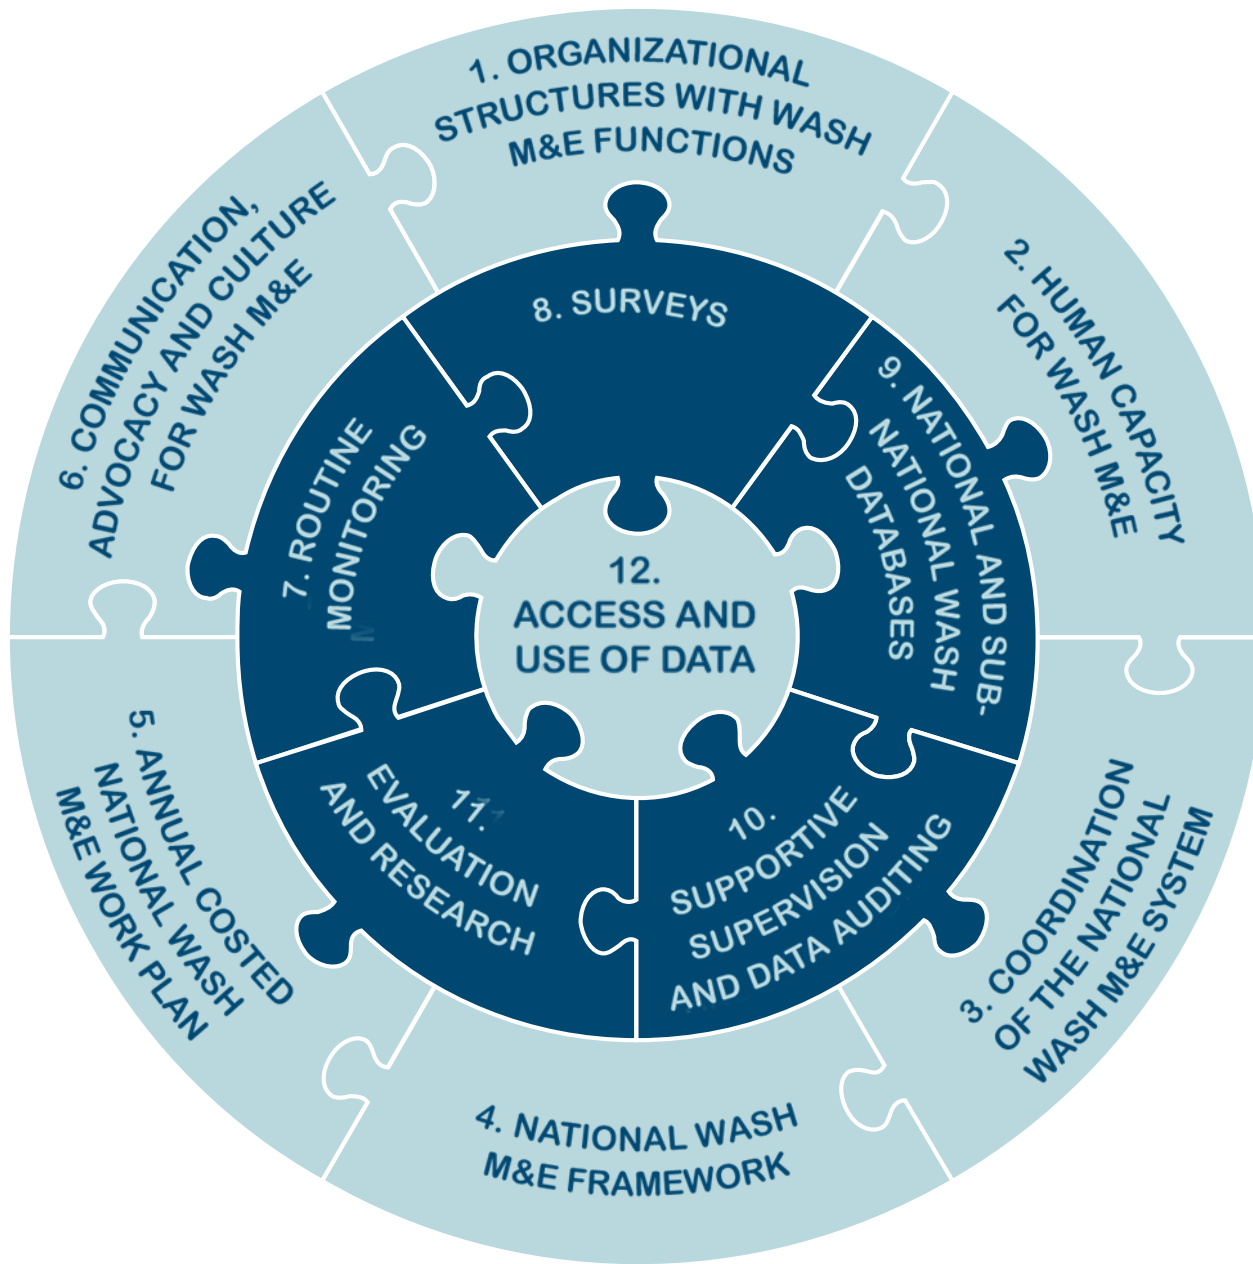 1. ORGANIZATIONAL
STRUCTURES WITH WASH
M&E FUNCTIONS
2. HUMAN CAPACITY
FOR WASH M&E
3. COORDINATION
OF THE NATIONAL
WASH M&E SYSTEM
4. NATIONAL WASH
M&E FRAMEWORK
5. ANNUAL COSTED
NATIONAL WASH
M&E WORK PLAN
6. COMMUNICATION,
ADVOCACY AND CULTURE
FOR WASH M&E
7. ROUTINE
MONITORING
8. SURVEYS
9. NATIONAL AND SUB-
NATIONAL WASH
DATABASES
10.
SUPPORTIVE
SUPERVISION
AND DATA AUDITING
11.
EVALUATION
AND RESEARCH
12.
ACCESS AND
USE OF DATA